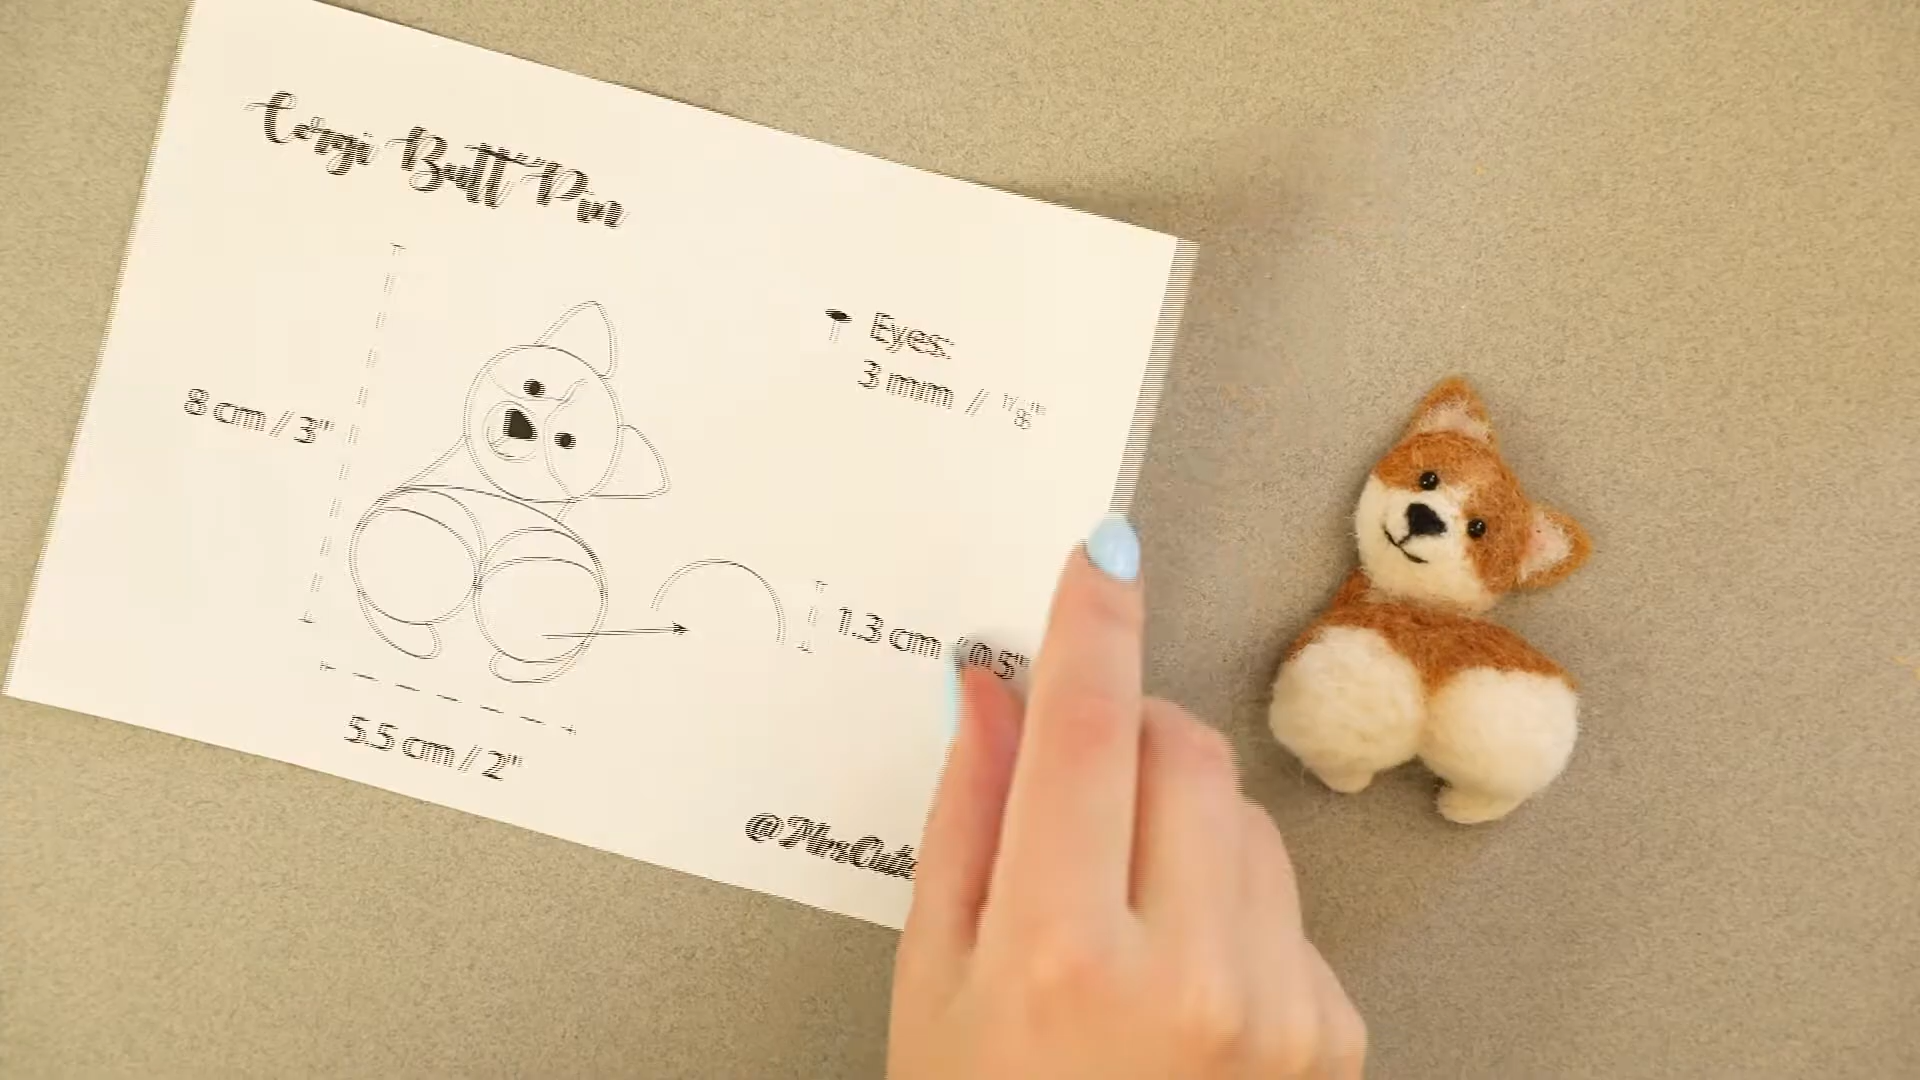 Corgi Butt Pin
Eyes:
3 mm / 1/8"
8 cm / 3"
1.3 cm / 0.5"
5.5 cm / 2"
@MrsCute